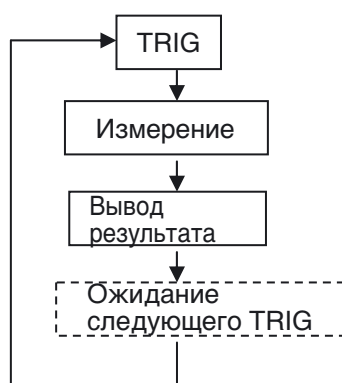 TRIG
Измерение
Вывод
результата
Ожидание
следующего TRIG